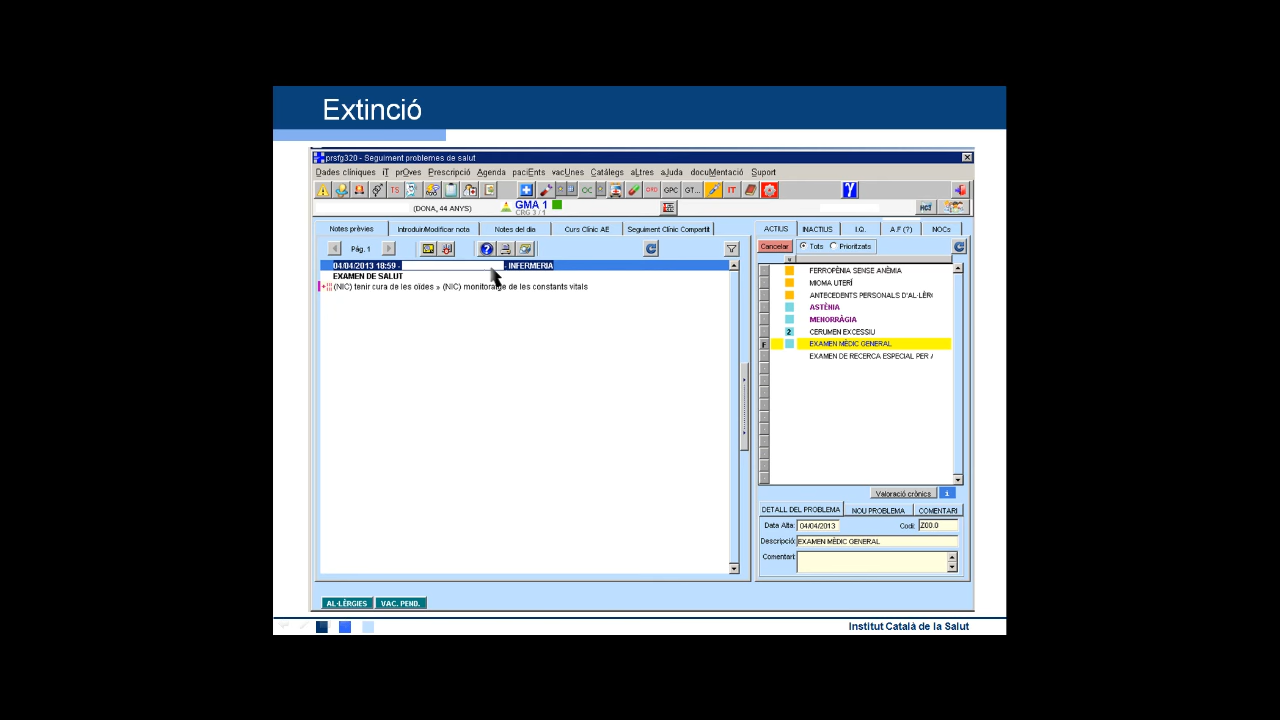 Extinció
prsfg320 - Seguiment problemes de salut
Dades clíniques iT prOves Prescripció Agenda paciEnts vacUnes Catàlegs aLtres aJuda docuMentació Suport
TS OC ORD GPC GT... IT γ
(DONA, 44 ANYS) GMA 1
CRG 3 / 1
HC3
Notes prèvies Introduir/Modificar nota Notes del dia Curs Clínic AE Seguiment Clínic Compartit
ACTIUS INACTIUS I.Q. A.F (?) NOCs
Pàg. 1
Cancelar Tots Prioritzats
04/04/2013 18:59 - - INFERMERIA
EXAMEN DE SALUT
(NIC) tenir cura de les oïdes » (NIC) monitoratge de les constants vitals
FERROPÈNIA SENSE ANÈMIA
MIOMA UTERÍ
ANTECEDENTS PERSONALS D'AL·LÈR
ASTÈNIA
MENORRÀGIA
2 CERUMEN EXCESSIU
F EXAMEN MÈDIC GENERAL
EXAMEN DE RECERCA ESPECIAL PER
Valoració crònics i
DETALL DEL PROBLEMA NOU PROBLEMA COMENTARI
Data Alta: 04/04/2013 Codi: Z00.0
Descripció: EXAMEN MÈDIC GENERAL
Comentari:
AL·LÈRGIES VAC. PEND.
Institut Català de la Salut